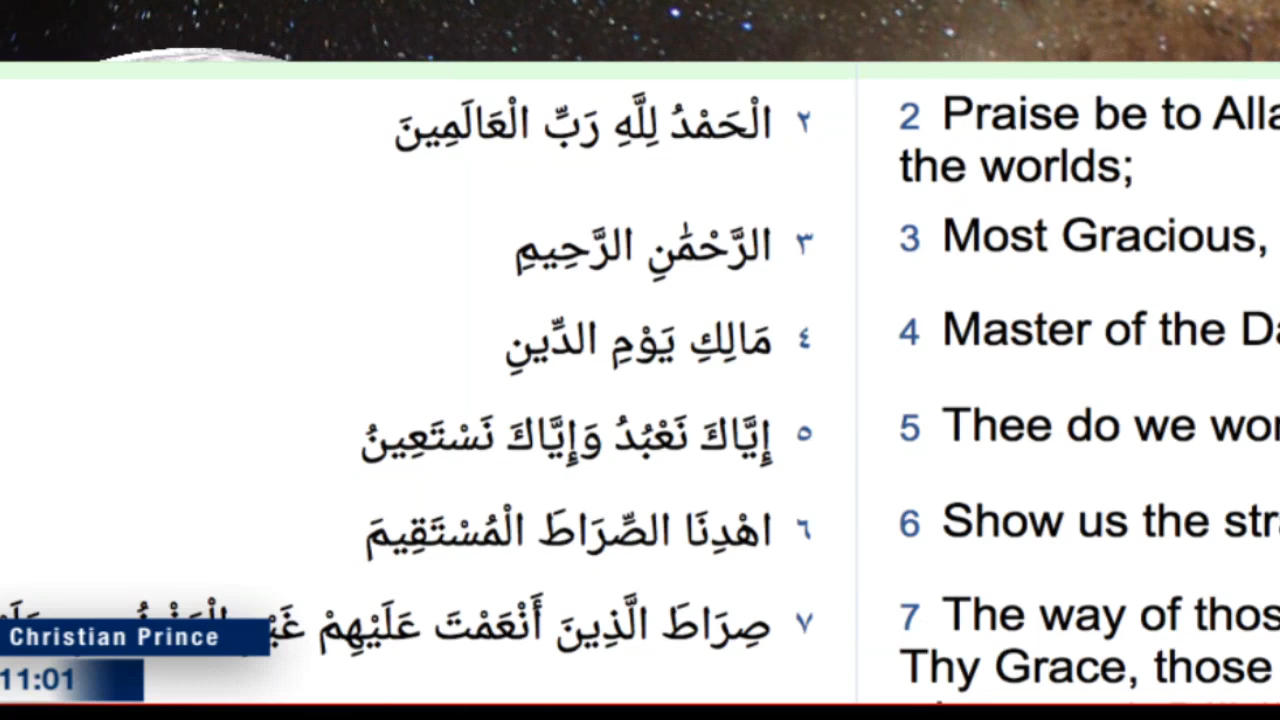 الْحَمْدُ لِلَّهِ رَبِّ الْعَالَمِينَ ٢
2 Praise be to Alla
the worlds;
الرَّحْمَٰنِ الرَّحِيمِ ٣
3 Most Gracious,
مَالِكِ يَوْمِ الدِّينِ ٤
4 Master of the Da
إِيَّاكَ نَعْبُدُ وَإِيَّاكَ نَسْتَعِينُ ٥
5 Thee do we wor
اهْدِنَا الصِّرَاطَ الْمُسْتَقِيمَ ٦
6 Show us the stra
صِرَاطَ الَّذِينَ أَنْعَمْتَ عَلَيْهِمْ ٧
7 The way of thos
Thy Grace, those
Christian Prince
11:01